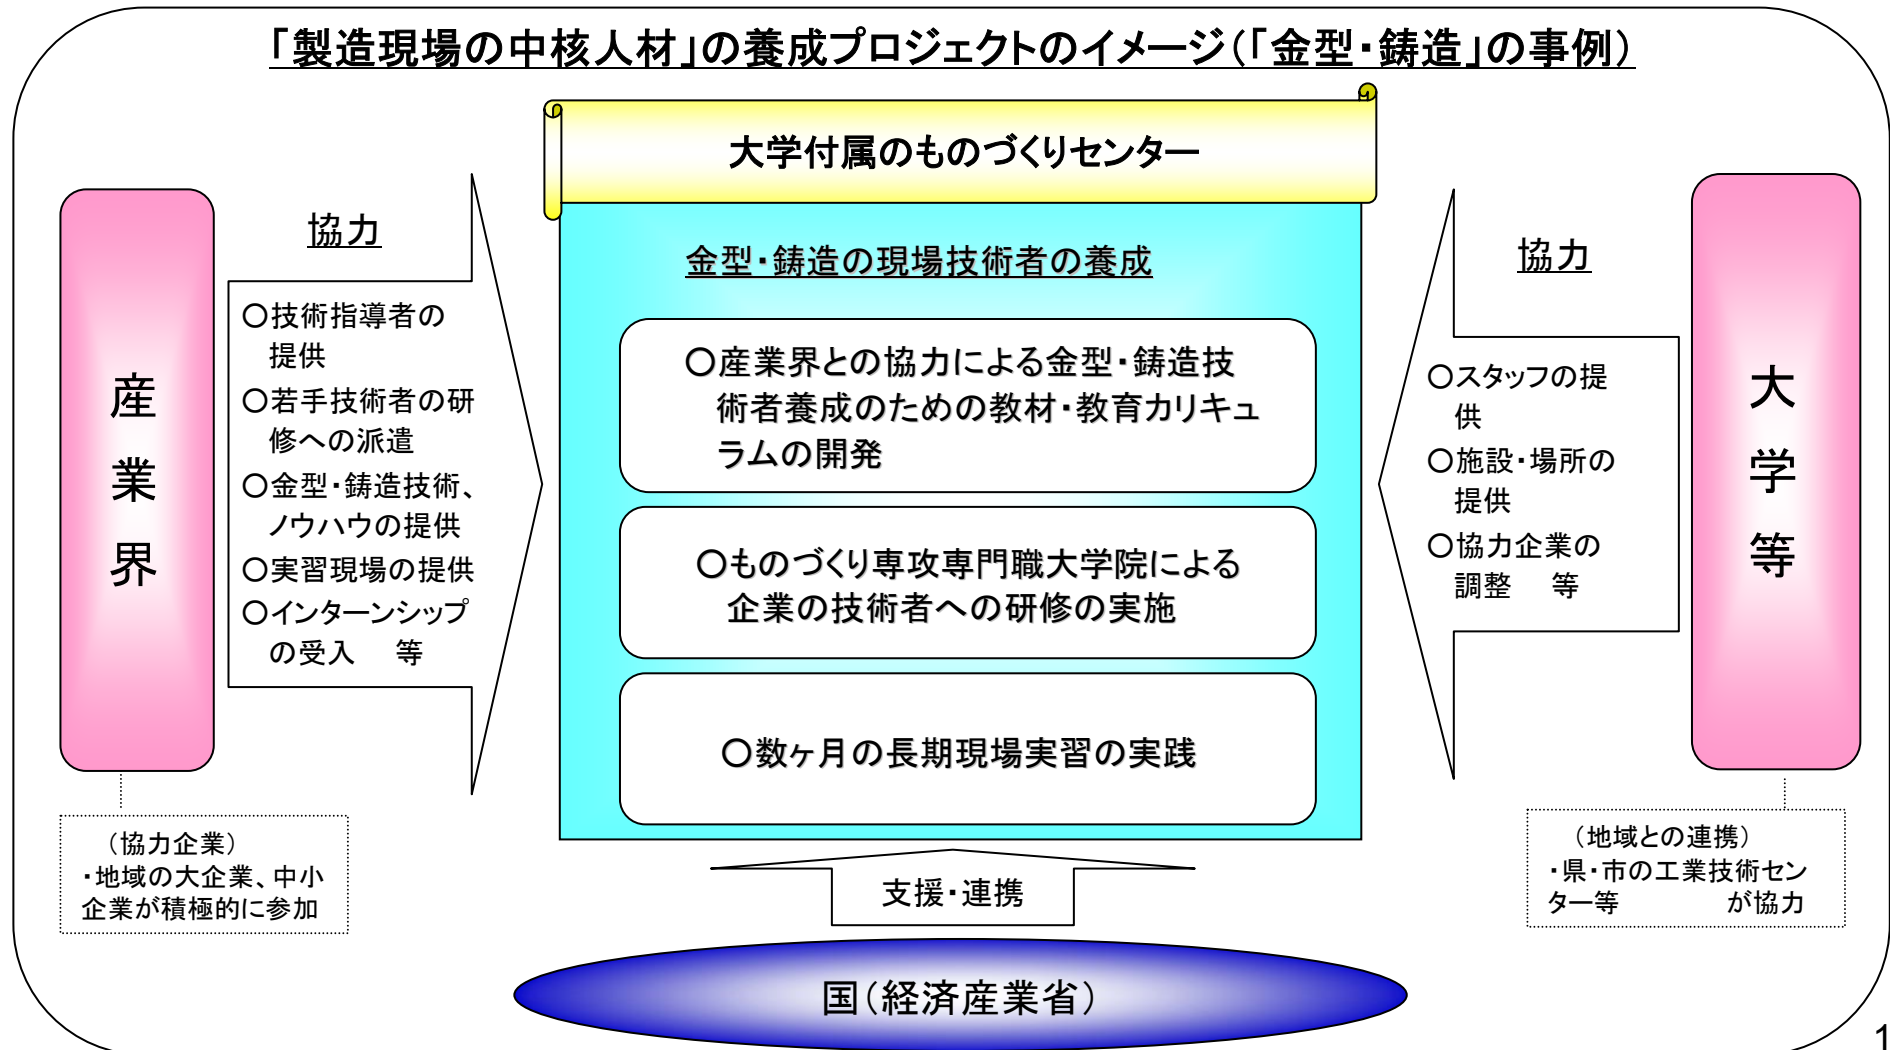 「製造現場の中核人材」の養成プロジェクトのイメージ(「金型・鋳造」の事例)
大学付属のものづくりセンター
産
業
界
協力
○技術指導者の
提供
○若手技術者の研
修への派遣
○金型・鋳造技術、
ノウハウの提供
○実習現場の提供
○インターンシップ
の受入　等
金型・鋳造の現場技術者の養成
○産業界との協力による金型・鋳造技
術者養成のための教材・教育カリキュ
ラムの開発
○ものづくり専攻専門職大学院による
企業の技術者への研修の実施
○数ヶ月の長期現場実習の実践
協力
○スタッフの提
供
○施設・場所の
提供
○協力企業の
調整　等
大
学
等
(協力企業)
・地域の大企業、中小
企業が積極的に参加
支援・連携
(地域との連携)
・県・市の工業技術セン
ター等　　　が協力
国(経済産業省)
1